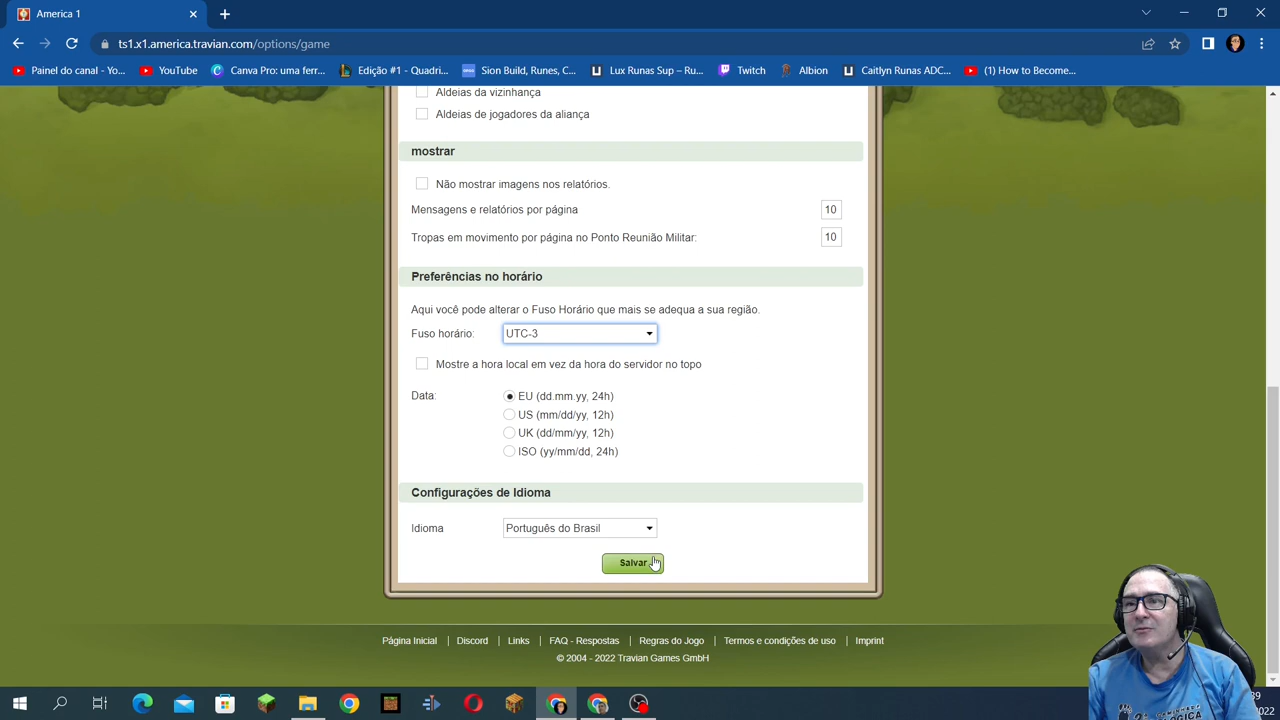 America 1
ts1.x1.america.travian.com/options/game
Painel do canal - Yo...
YouTube
Canva Pro: uma ferr...
Edição #1 - Quadri...
Sion Build, Runes, C...
Lux Runas Sup – Ru...
Twitch
Albion
Caitlyn Runas ADC...
(1) How to Become...
Aldeias da vizinhança
Aldeias de jogadores da aliança
mostrar
Não mostrar imagens nos relatórios.
Mensagens e relatórios por página 10
Tropas em movimento por página no Ponto Reunião Militar: 10
Preferências no horário
Aqui você pode alterar o Fuso Horário que mais se adequa a sua região.
Fuso horário: UTC-3
Mostre a hora local em vez da hora do servidor no topo
Data: EU (dd.mm.yy, 24h)
US (mm/dd/yy, 12h)
UK (dd/mm/yy, 12h)
ISO (yy/mm/dd, 24h)
Configurações de Idioma
Idioma Português do Brasil
Salvar
Página Inicial | Discord | Links | FAQ - Respostas | Regras do Jogo | Termos e condições de uso | Imprint
© 2004 - 2022 Travian Games GmbH
39
2022